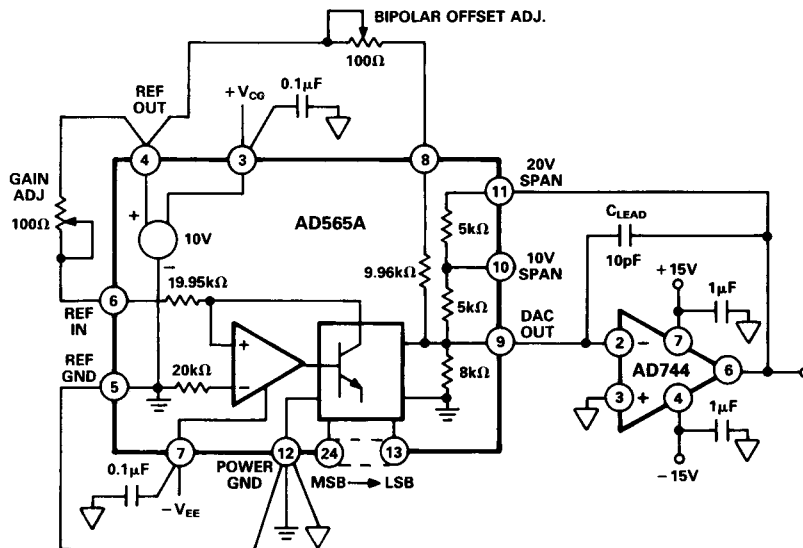 BIPOLAR OFFSET ADJ.
100Ω
0.1μF
REF
OUT
+V_CG
4
3
8
20V
SPAN
11
GAIN
ADJ
100Ω
+
10V
−
AD565A
5kΩ
C_LEAD
10pF
10
10V
SPAN
9.96kΩ
5kΩ
+15V
1μF
6
19.95kΩ
REF
IN
DAC
OUT
9
+
2
−
7
AD744
6
REF
GND
5
20kΩ
−
8kΩ
3
+
4
1μF
7
POWER
GND
12
24
13
0.1μF
−V_EE
MSB
LSB
−15V